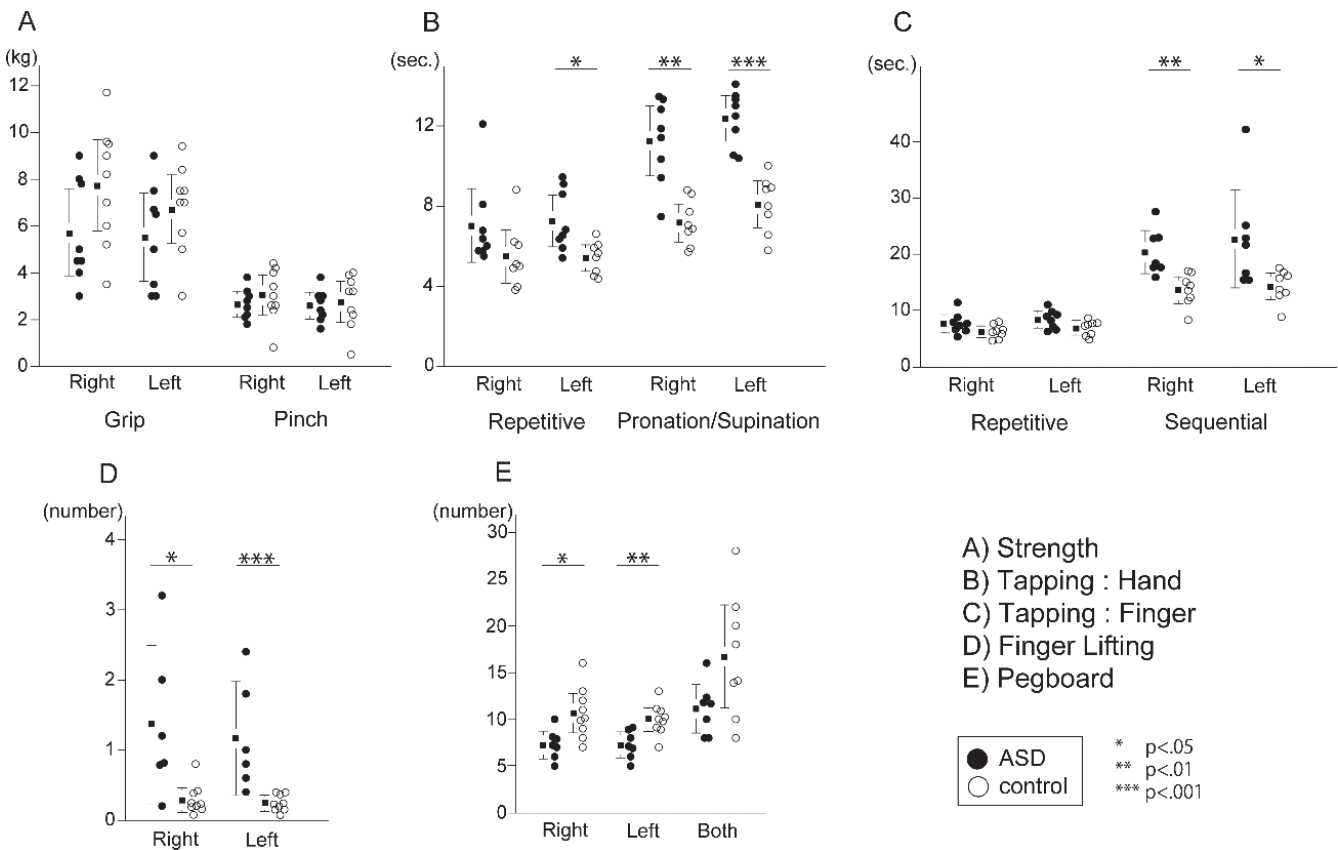 A
(kg)
12
10
8
6
4
2
0
Right Left Right Left
Grip Pinch
B
(sec.)
* ** ***
12
8
4
0
Right Left Right Left
Repetitive Pronation/Supination
C
(sec.)
** *
40
30
20
10
0
Right Left Right Left
Repetitive Sequential
D
(number)
4
* ***
3
2
1
0
Right Left
E
(number)
30
* **
25
20
15
10
5
0
Right Left Both
A) Strength
B) Tapping : Hand
C) Tapping : Finger
D) Finger Lifting
E) Pegboard
ASD
control
* p<.05
** p<.01
*** p<.001